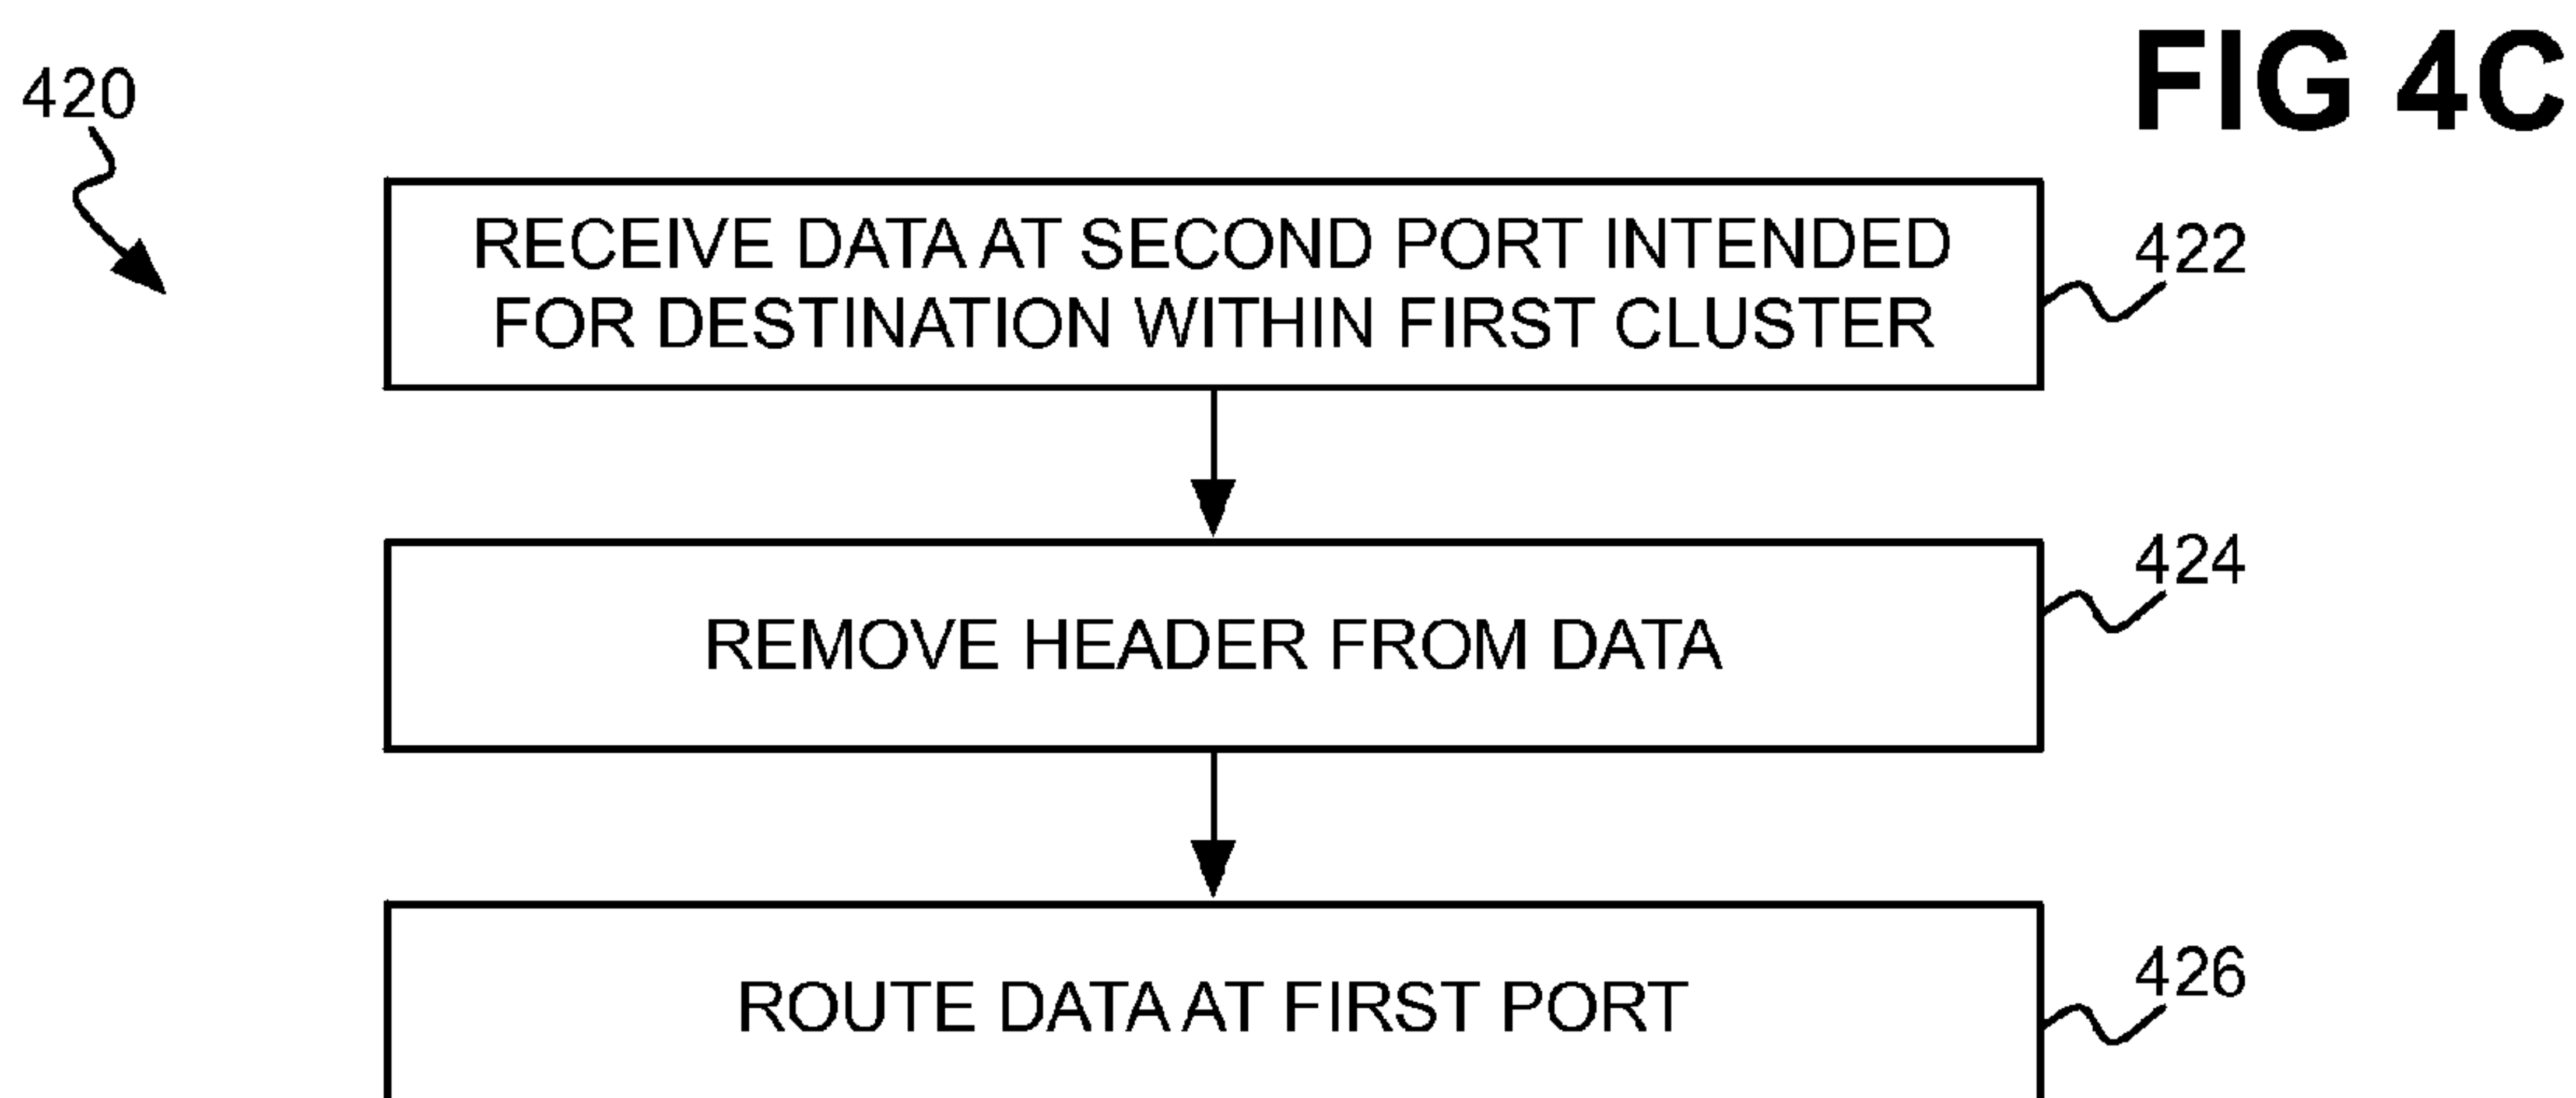 FIG 4C
420
RECEIVE DATA AT SECOND PORT INTENDED
FOR DESTINATION WITHIN FIRST CLUSTER
422
REMOVE HEADER FROM DATA
424
ROUTE DATA AT FIRST PORT
426